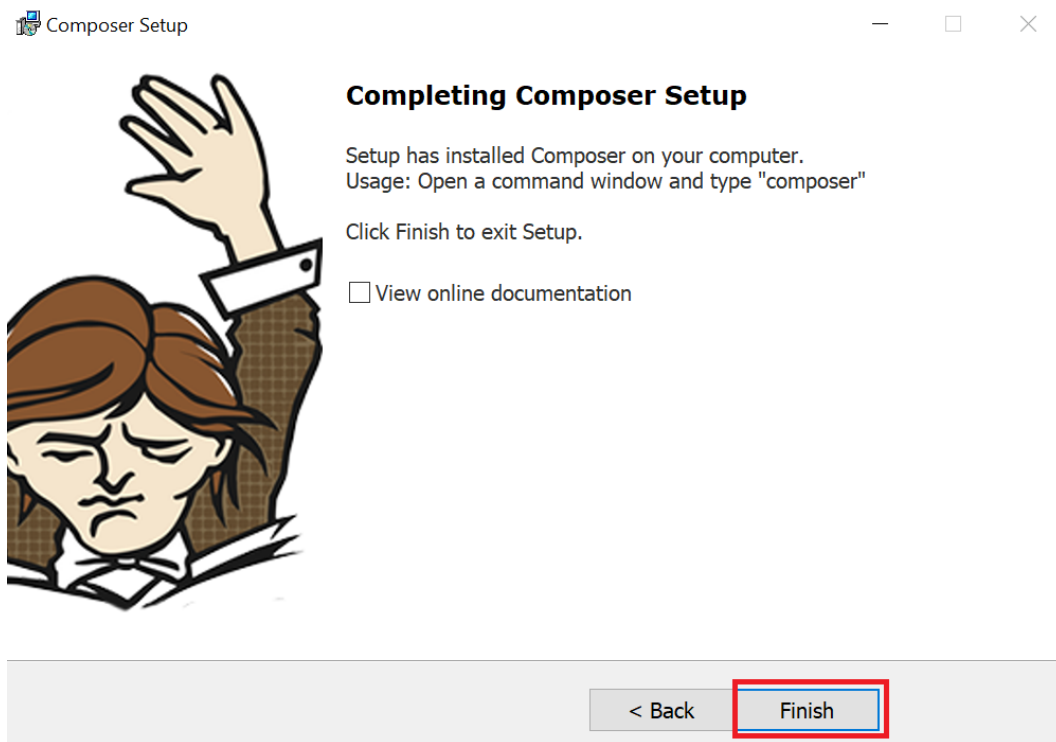 Composer Setup
Completing Composer Setup
Setup has installed Composer on your computer.
Usage: Open a command window and type "composer"
Click Finish to exit Setup.
View online documentation
< Back
Finish